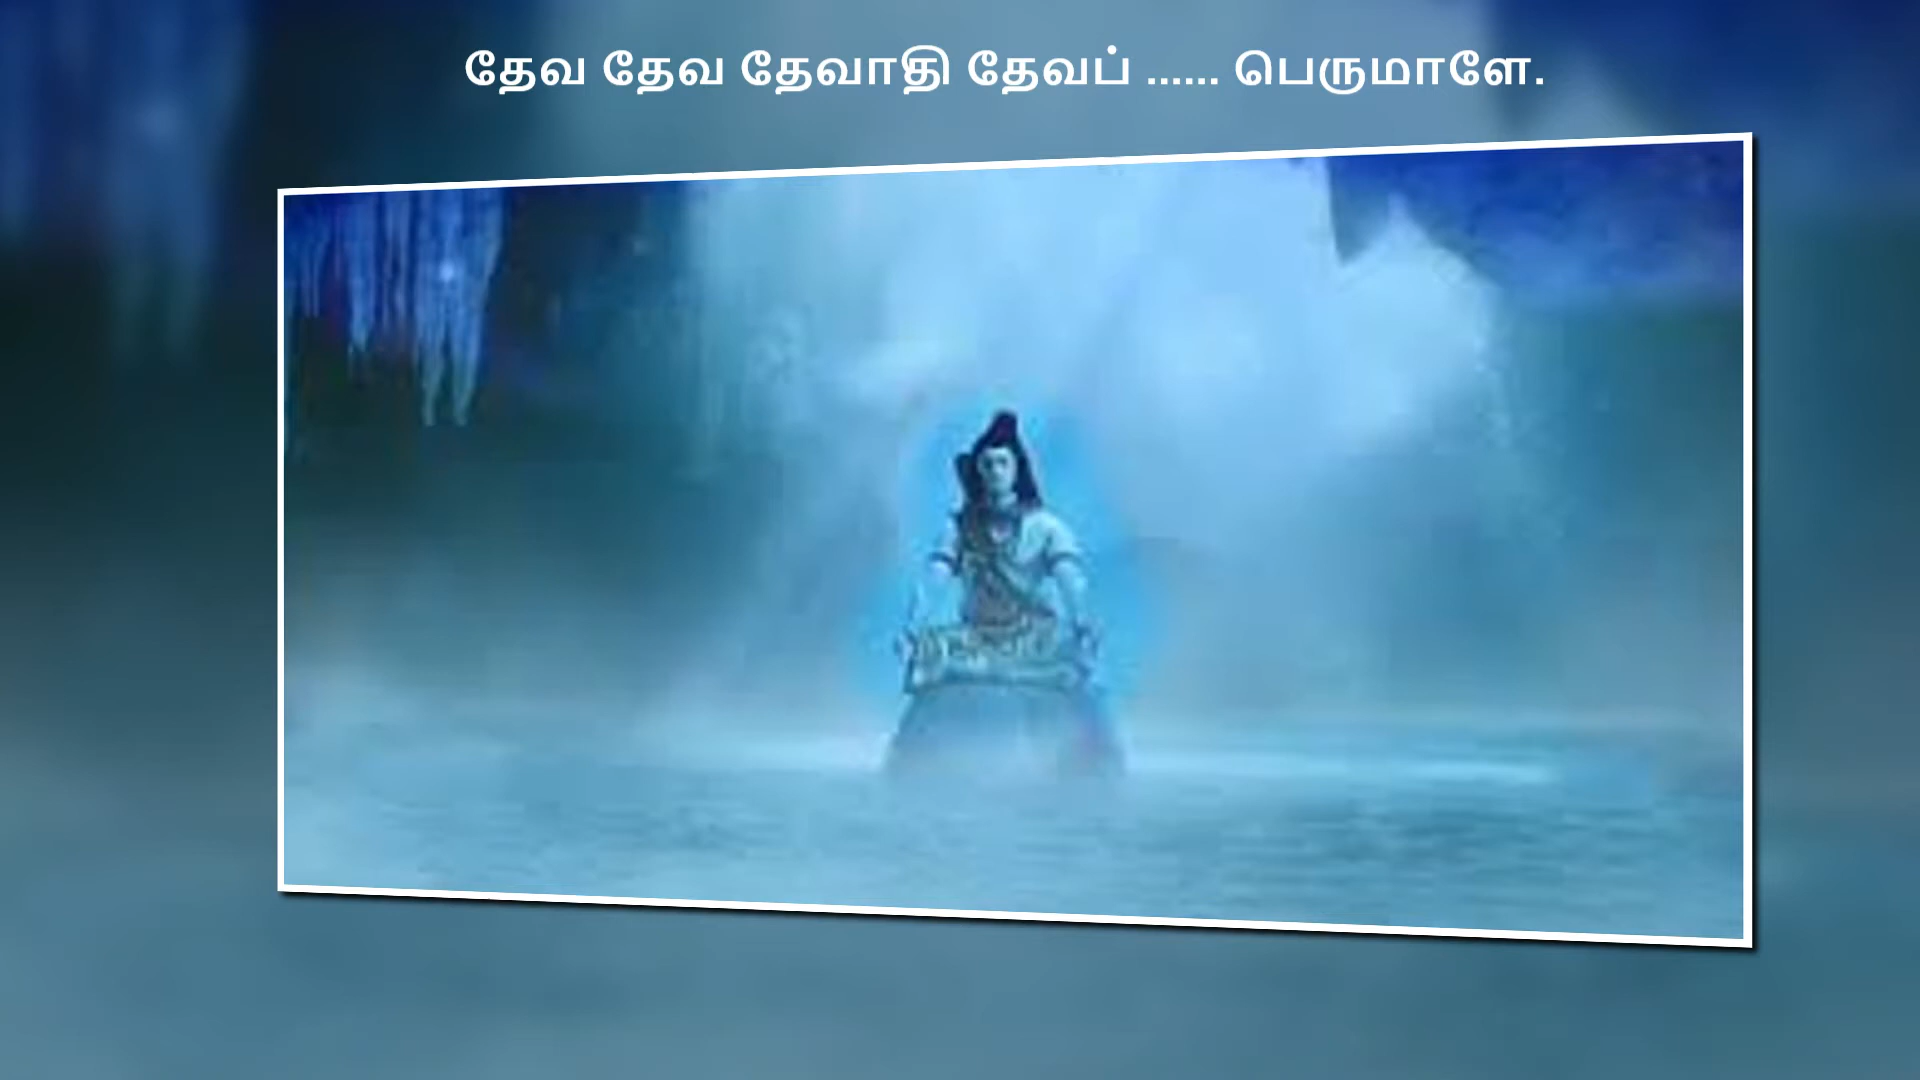 தேவ தேவ தேவாதி தேவப் ...... பெருமாளே.